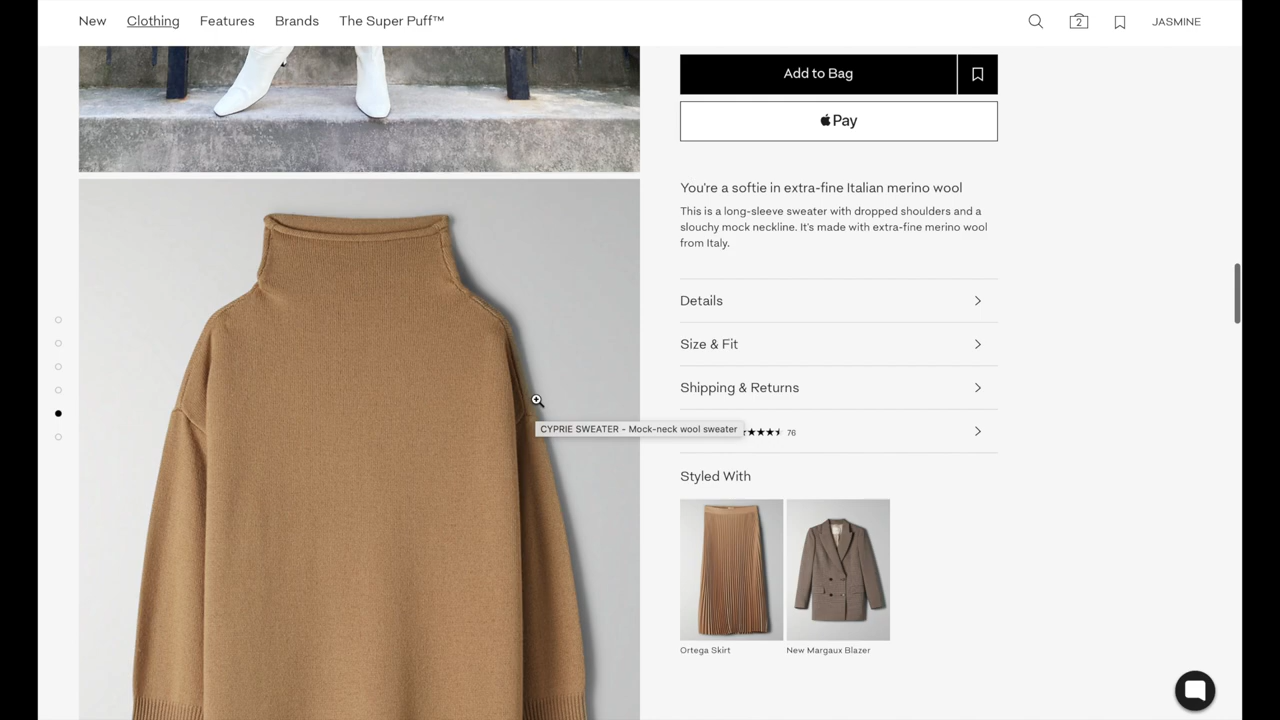 New
Clothing
Features
Brands
The Super Puff™
2
JASMINE
Add to Bag
Pay
You're a softie in extra-fine Italian merino wool
This is a long-sleeve sweater with dropped shoulders and a
slouchy mock neckline. It's made with extra-fine merino wool
from Italy.
Details
Size & Fit
Shipping & Returns
CYPRIE SWEATER - Mock-neck wool sweater
76
Styled With
Ortega Skirt
New Margaux Blazer